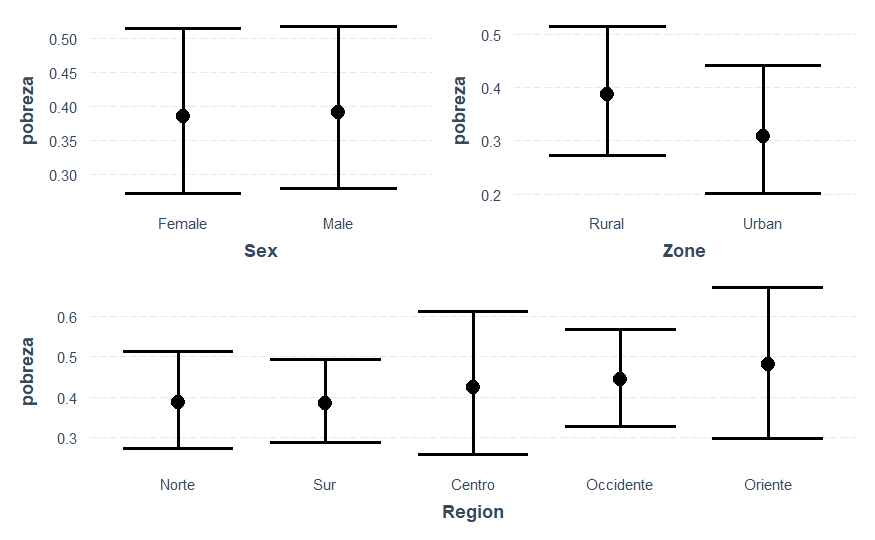 pobreza
0.50
0.45
0.40
0.35
0.30
Female Male
Sex
pobreza
0.5
0.4
0.3
0.2
Rural Urban
Zone
pobreza
0.6
0.5
0.4
0.3
Norte Sur Centro Occidente Oriente
Region